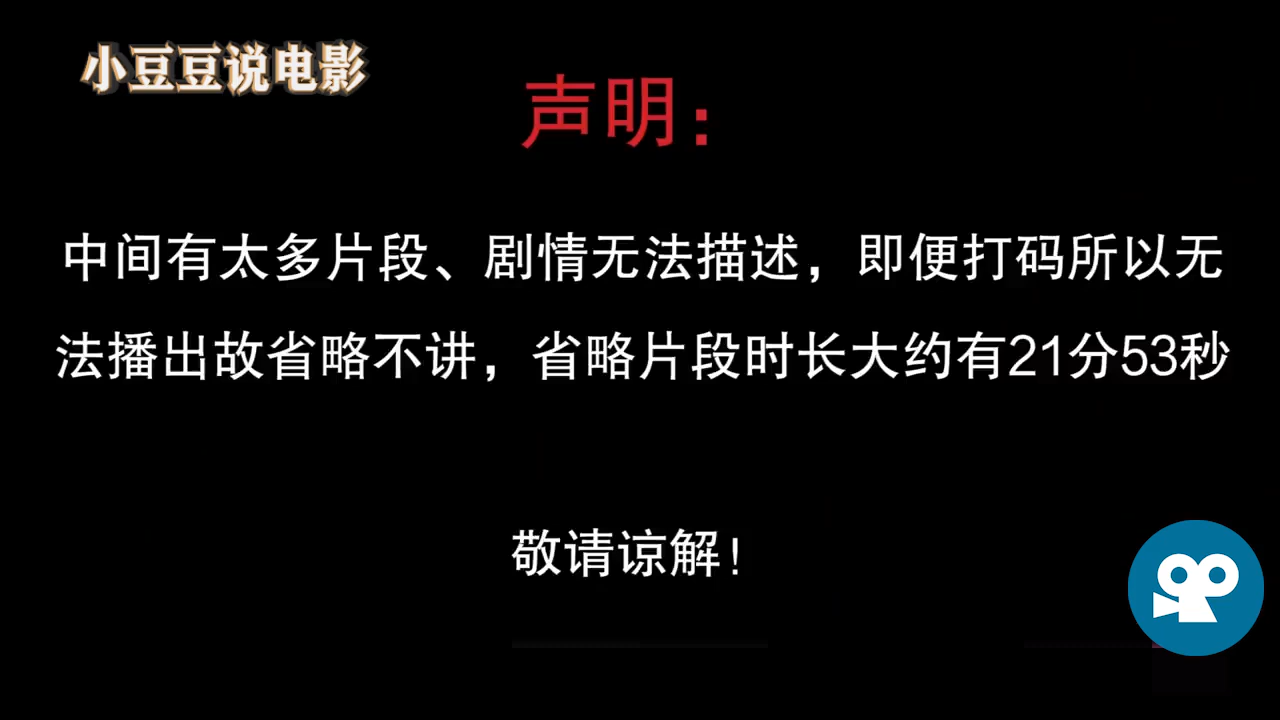 小豆豆说电影
声明：
中间有太多片段、剧情无法描述，即便打码所以无
法播出故省略不讲，省略片段时长大约有21分53秒
敬请谅解！